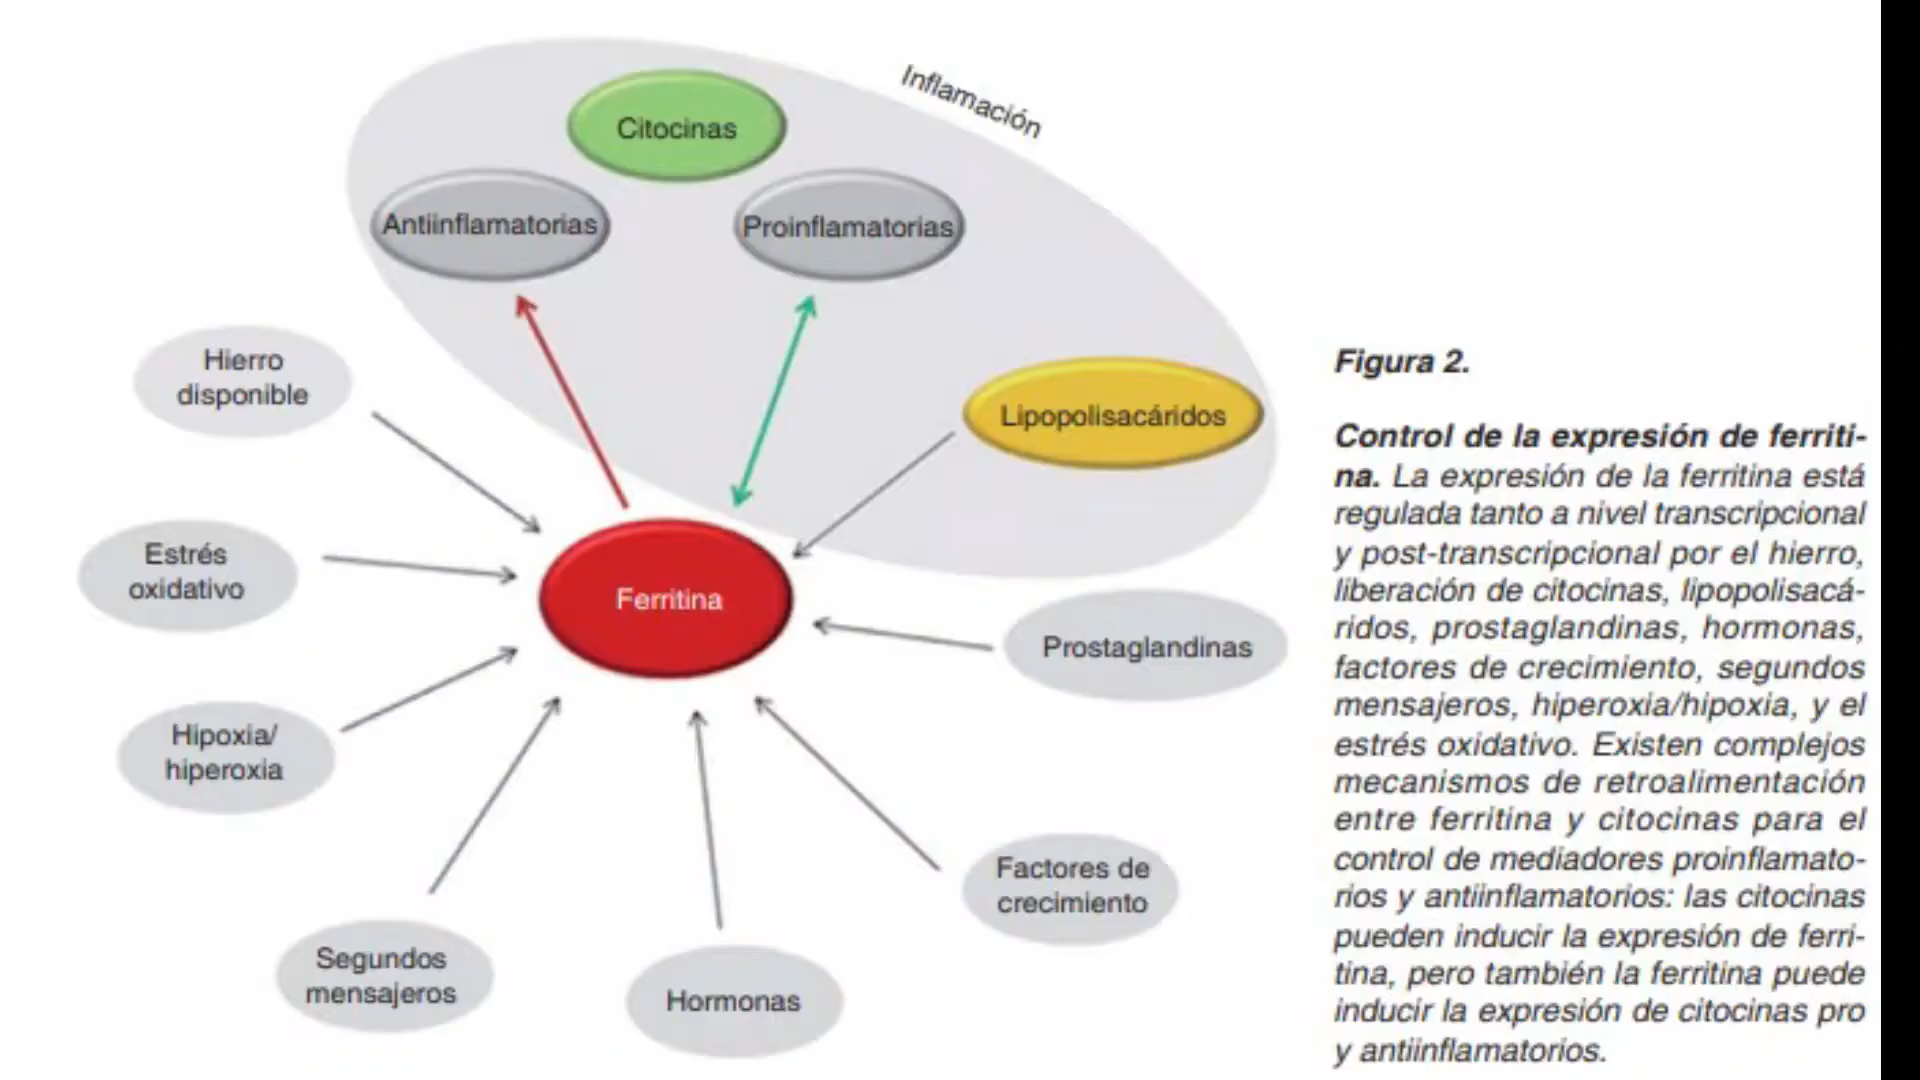 Inflamación
Citocinas
Antiinflamatorias
Proinflamatorias
Hierro
disponible
Lipopolisacáridos
Estrés
oxidativo
Ferritina
Prostaglandinas
Hipoxia/
hiperoxia
Factores de
crecimiento
Segundos
mensajeros
Hormonas
Figura 2.
Control de la expresión de ferriti-
na. La expresión de la ferritina está
regulada tanto a nivel transcripcional
y post-transcripcional por el hierro,
liberación de citocinas, lipopolisacá-
ridos, prostaglandinas, hormonas,
factores de crecimiento, segundos
mensajeros, hiperoxia/hipoxia, y el
estrés oxidativo. Existen complejos
mecanismos de retroalimentación
entre ferritina y citocinas para el
control de mediadores proinflamato-
rios y antiinflamatorios: las citocinas
pueden inducir la expresión de ferri-
tina, pero también la ferritina puede
inducir la expresión de citocinas pro
y antiinflamatorios.